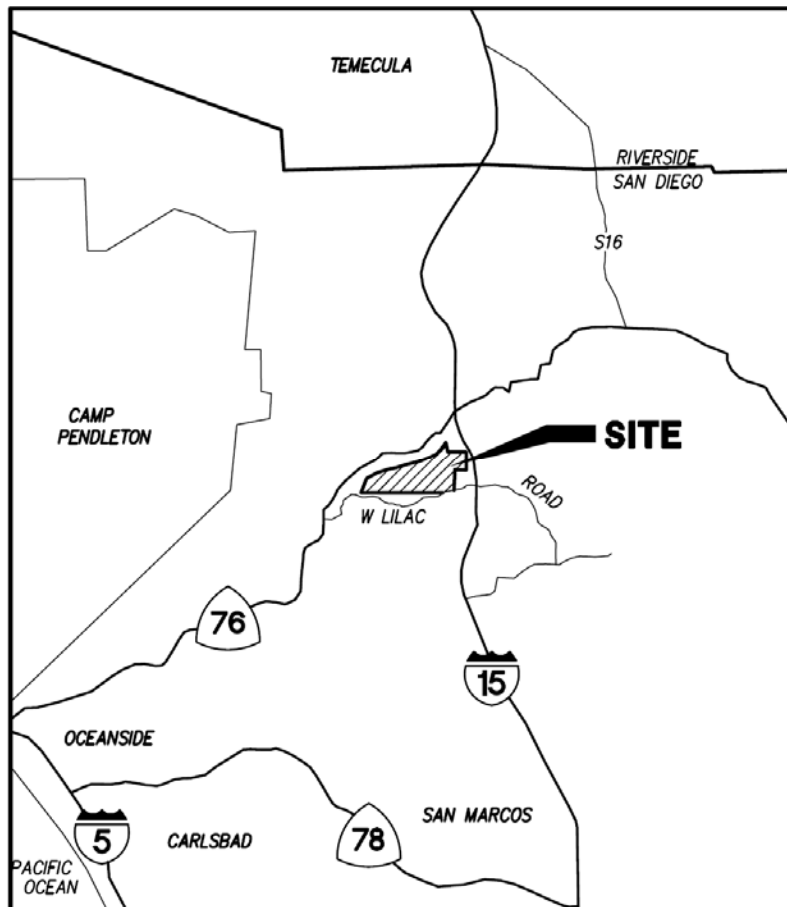 TEMECULA
RIVERSIDE
SAN DIEGO
S16
CAMP
PENDLETON
SITE
ROAD
W LILAC
76
15
OCEANSIDE
SAN MARCOS
5
CARLSBAD
78
PACIFIC
OCEAN